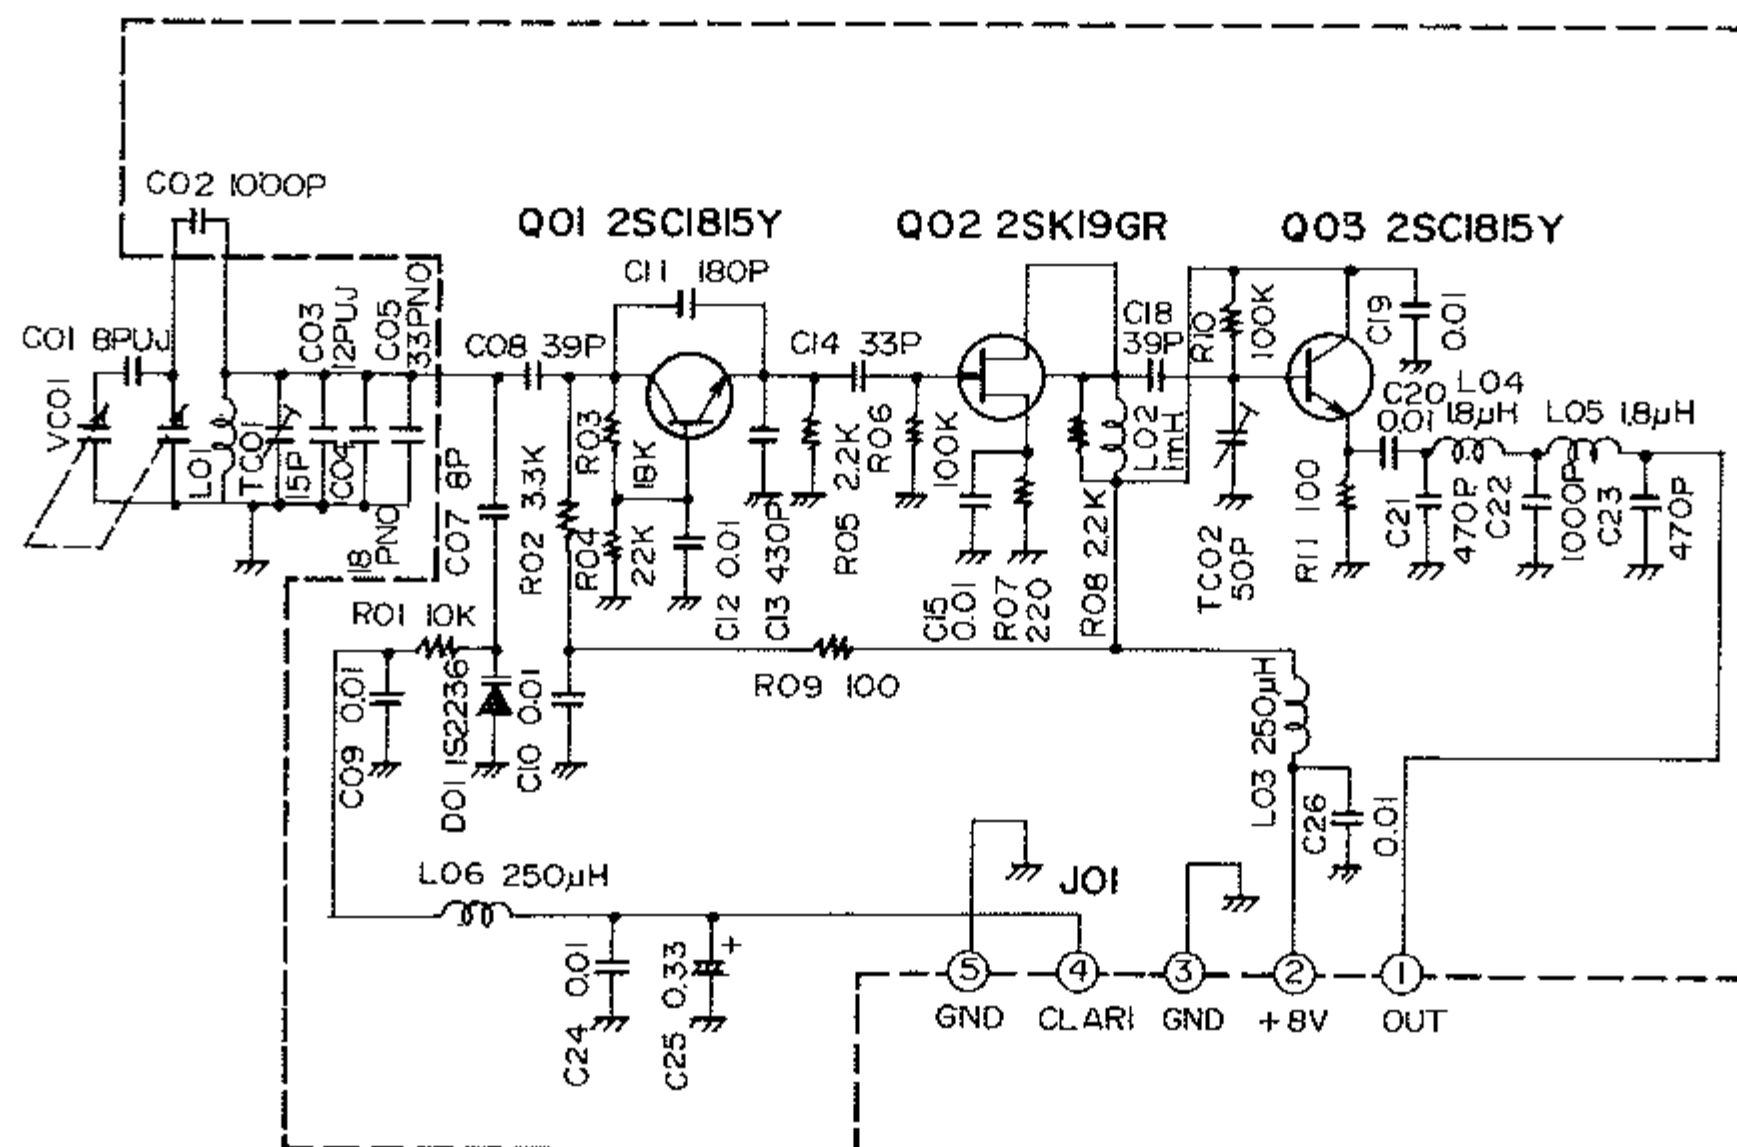 C02 1000P
Q01 2SC1815Y
Q02 2SK19GR
Q03 2SC1815Y
C11 180P
C01 8PUJ
VC01
L01
TC01
15P
C03
12PUJ
C04
18
PN0
C05
33PN0
C08 39P
C07 8P
R02 3.3K
R03
18K
R04
22K
C12 0.01
C13 430P
C14 33P
R05 2.2K
R06
100K
C15
0.01
R07
220
R08 2.2K
L02
1mH
C18
39P
R10
100K
TC02
50P
C19
0.01
C20
0.01
R11 100
L04
1.8μH
L05 1.8μH
C21
470P
C22
1000P
C23
470P
R01 10K
C09 0.01
D01 1S2236
C10 0.01
R09 100
L03 250μH
C26
0.01
L06 250μH
C24 0.01
C25 0.33
+
J01
5
4
3
2
1
GND
CLARI
GND
+8V
OUT